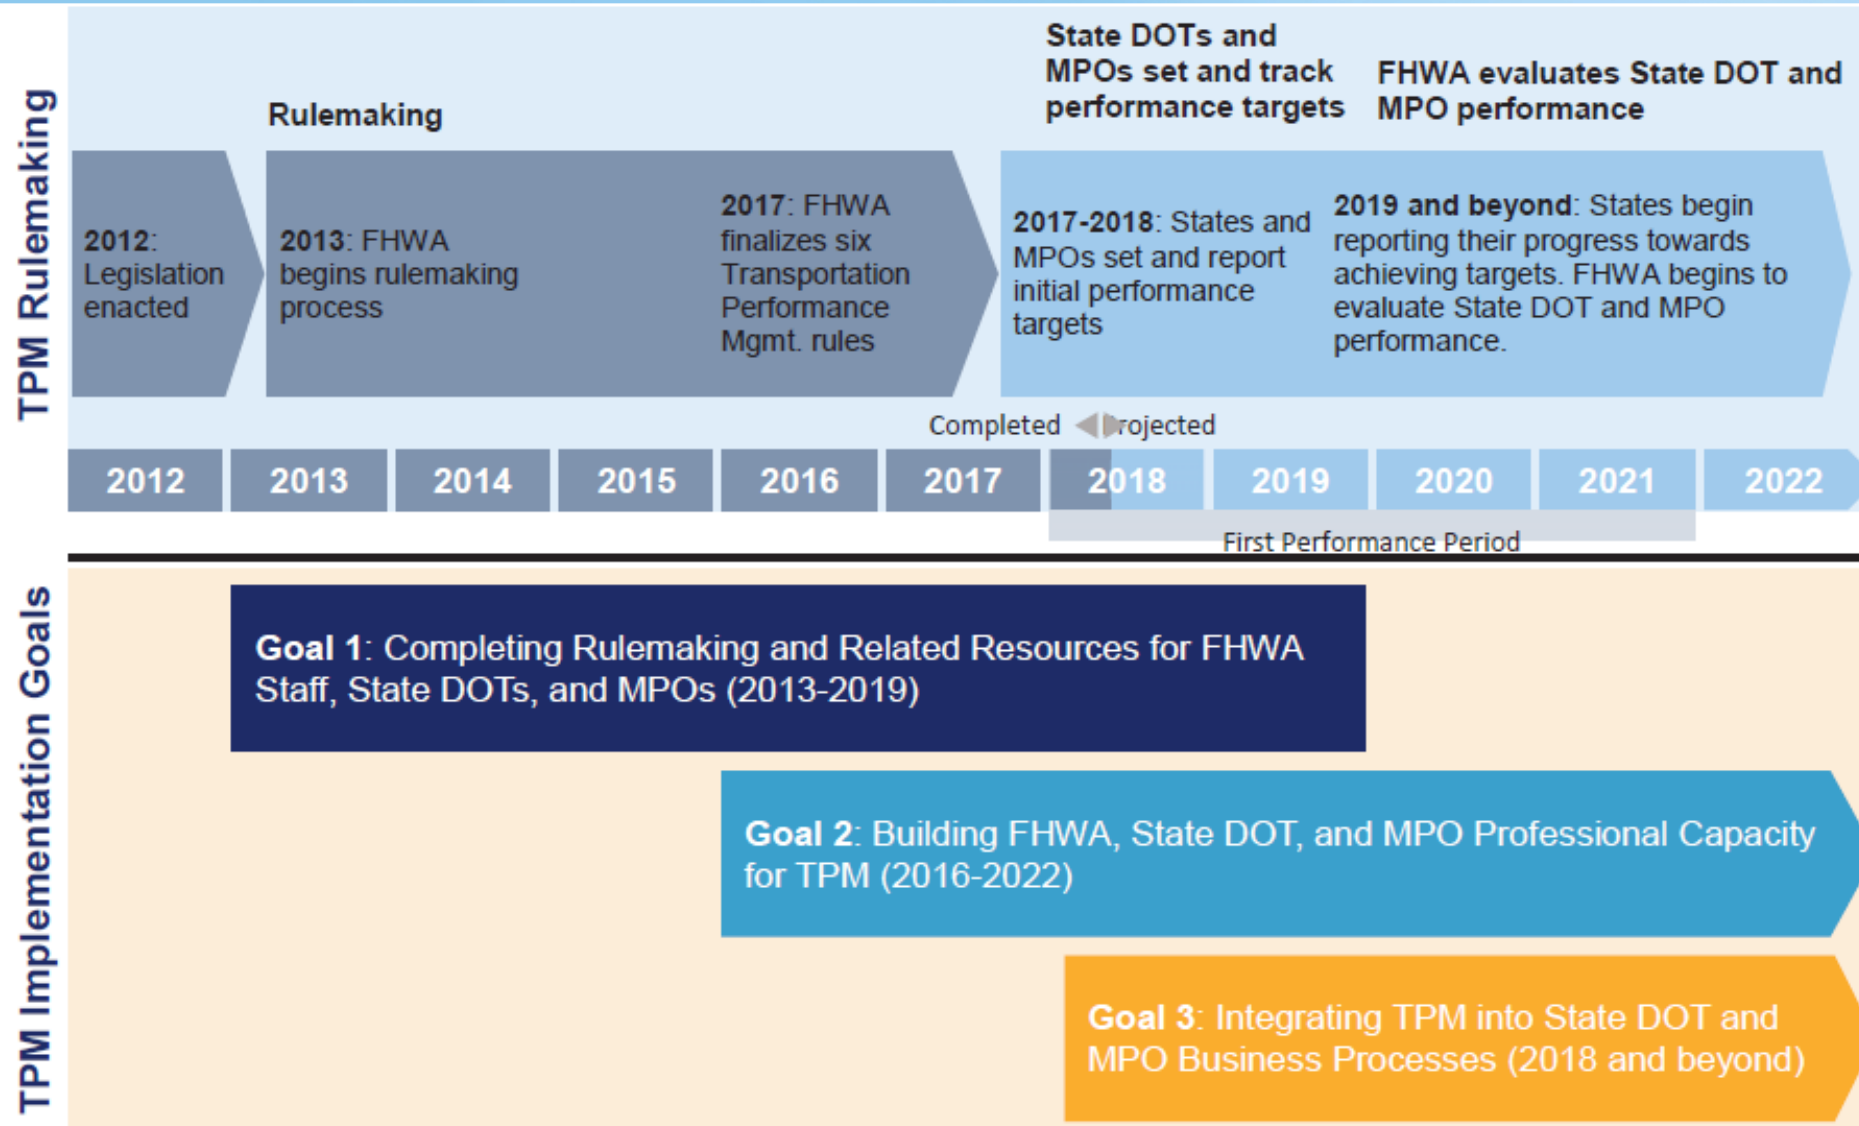 TPM Rulemaking
Rulemaking
State DOTs and
MPOs set and track
performance targets
FHWA evaluates State DOT and
MPO performance
2012:
Legislation
enacted
2013: FHWA
begins rulemaking
process
2017: FHWA
finalizes six
Transportation
Performance
Mgmt. rules
2017-2018: States and
MPOs set and report
initial performance
targets
2019 and beyond: States begin
reporting their progress towards
achieving targets. FHWA begins to
evaluate State DOT and MPO
performance.
Completed
Projected
2012
2013
2014
2015
2016
2017
2018
2019
2020
2021
2022
First Performance Period
TPM Implementation Goals
Goal 1: Completing Rulemaking and Related Resources for FHWA
Staff, State DOTs, and MPOs (2013-2019)
Goal 2: Building FHWA, State DOT, and MPO Professional Capacity
for TPM (2016-2022)
Goal 3: Integrating TPM into State DOT and
MPO Business Processes (2018 and beyond)